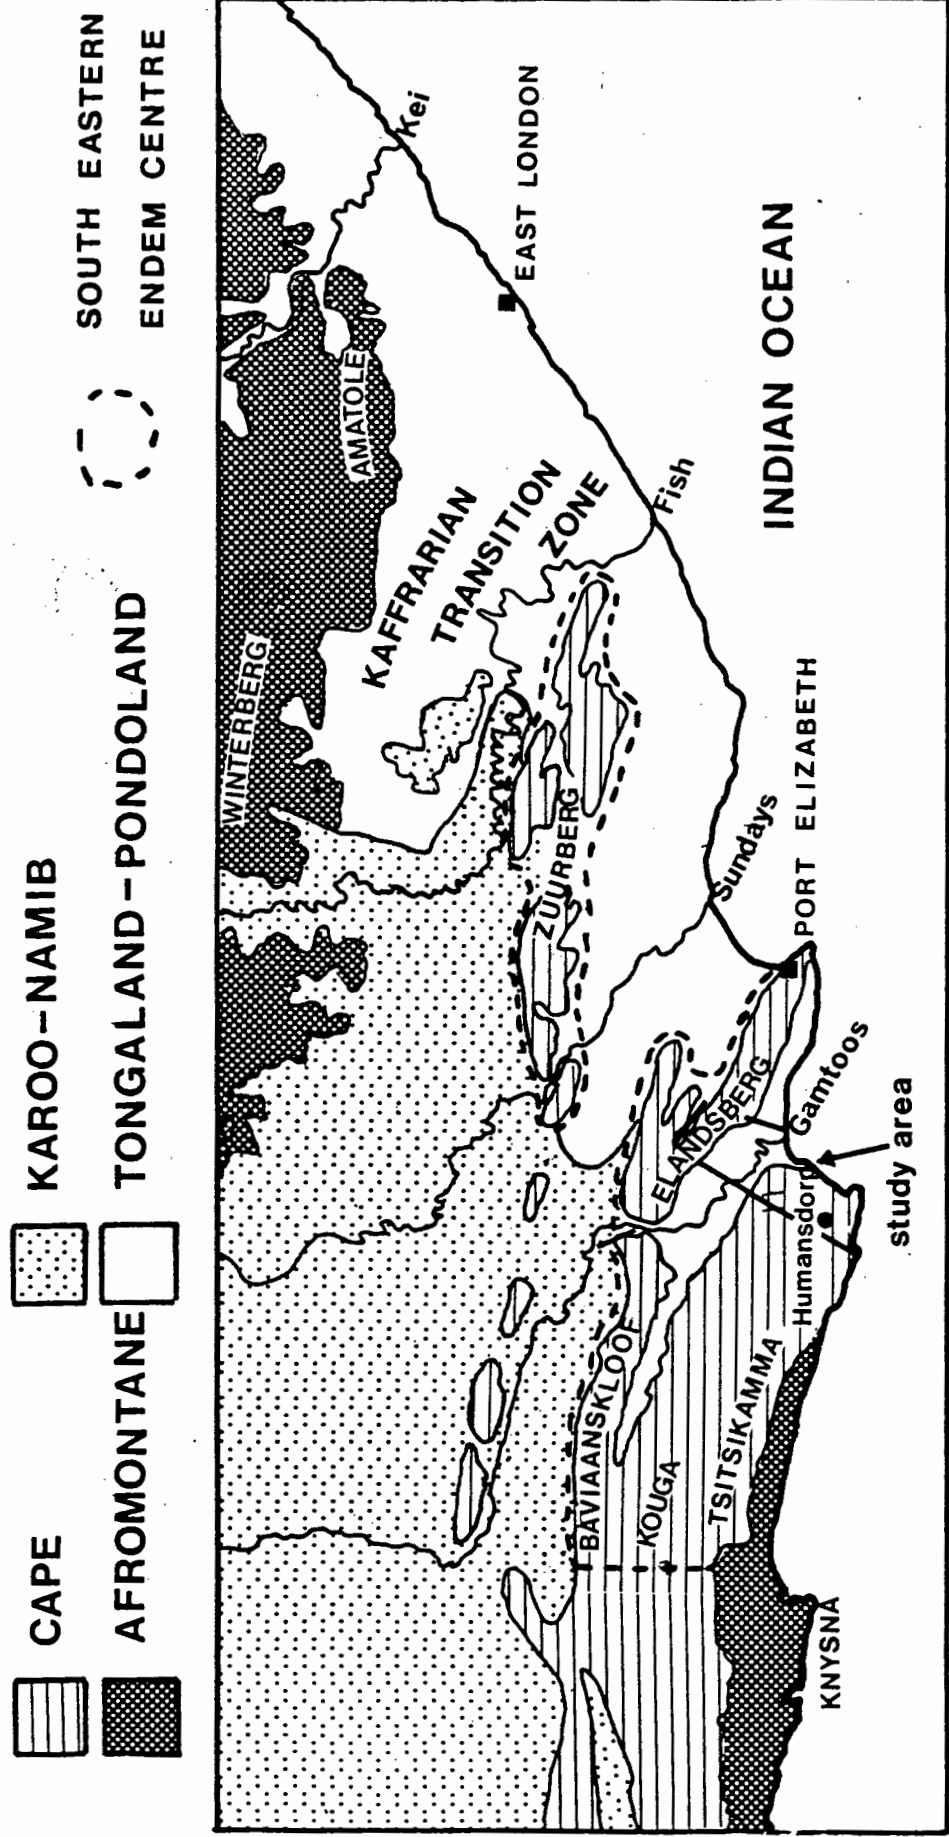 CAPE
KAROO-NAMIB
SOUTH EASTERN
AFROMONTANE
TONGALAND-PONDOLAND
ENDEM CENTRE
WINTERBERG
AMATOLE
Kei
KAFFRARIAN
TRANSITION
ZONE
EAST LONDON
Fish
ZUURBERG
Sundays
INDIAN OCEAN
PORT ELIZABETH
ELANDSBERG
Gamtoos
BAVIAANSKLOOF
KOUGA
TSITSIKAMMA
Humansdorp
study area
KNYSNA